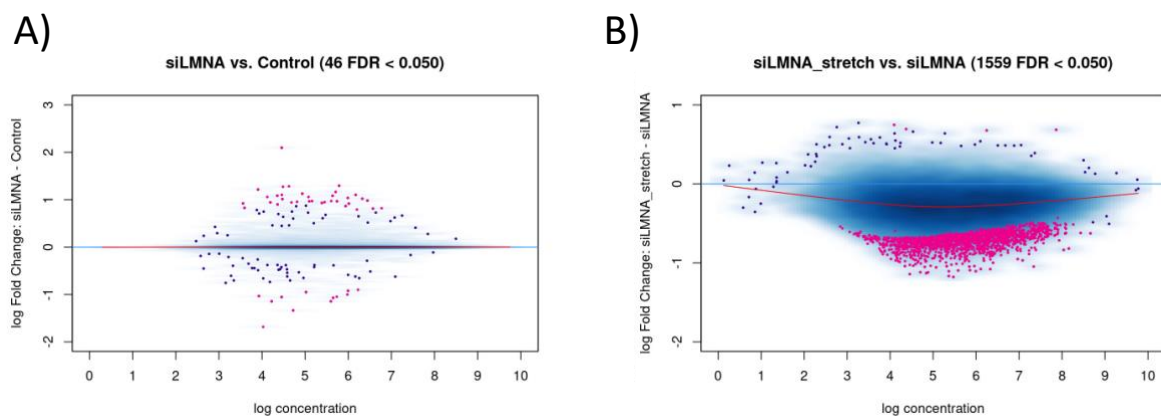 A)
siLMNA vs. Control (46 FDR < 0.050)
log Fold Change: siLMNA - Control
3
2
1
0
-1
-2
0 1 2 3 4 5 6 7 8 9 10
log concentration
B)
siLMNA_stretch vs. siLMNA (1559 FDR < 0.050)
log Fold Change: siLMNA_stretch - siLMNA
1
0
-1
-2
0 1 2 3 4 5 6 7 8 9 10
log concentration